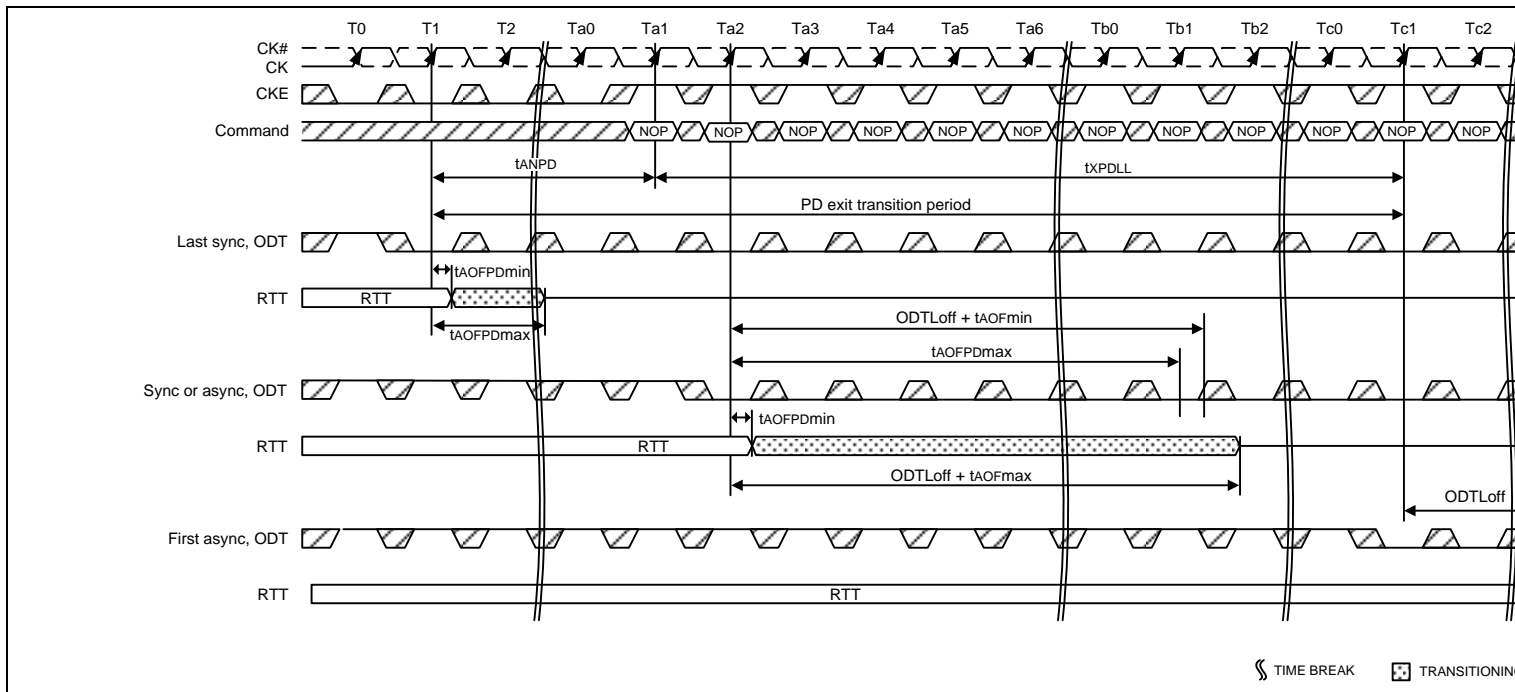 T0 T1 T2 Ta0 Ta1 Ta2 Ta3 Ta4 Ta5 Ta6 Tb0 Tb1 Tb2 Tc0 Tc1 Tc2
CK#
CK
CKE
Command NOP NOP NOP NOP NOP NOP NOP NOP NOP NOP NOP NOP
tANPD tXPDLL
PD exit transition period
Last sync, ODT
tAOFPDmin
RTT RTT
tAOFPDmax
ODTLoff + tAOFmin
tAOFPDmax
Sync or async, ODT
tAOFPDmin
RTT RTT
ODTLoff + tAOFmax
ODTLoff
First async, ODT
RTT RTT
TIME BREAK TRANSITIONING